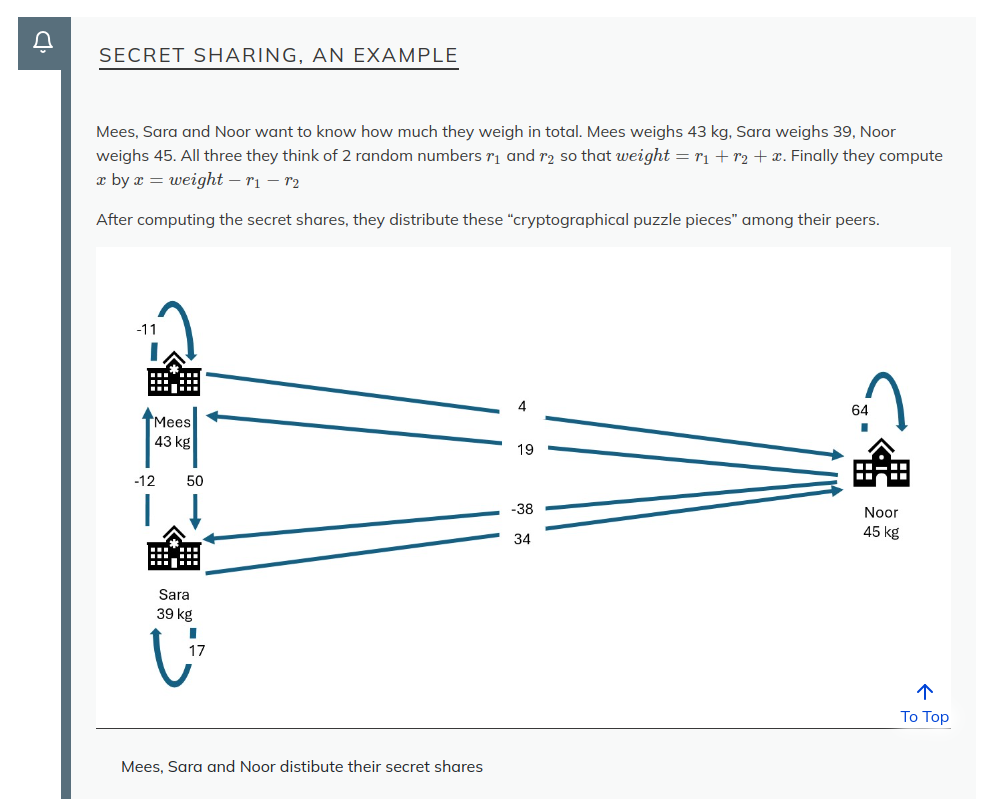 SECRET SHARING, AN EXAMPLE
Mees, Sara and Noor want to know how much they weigh in total. Mees weighs 43 kg, Sara weighs 39, Noor
weighs 45. All three they think of 2 random numbers r₁ and r₂ so that weight = r₁ + r₂ + x. Finally they compute
x by x = weight − r₁ − r₂
After computing the secret shares, they distribute these “cryptographical puzzle pieces” among their peers.
-11
4
64
Mees
43 kg
19
-12
50
-38
Noor
34
45 kg
Sara
39 kg
17
To Top
Mees, Sara and Noor distibute their secret shares